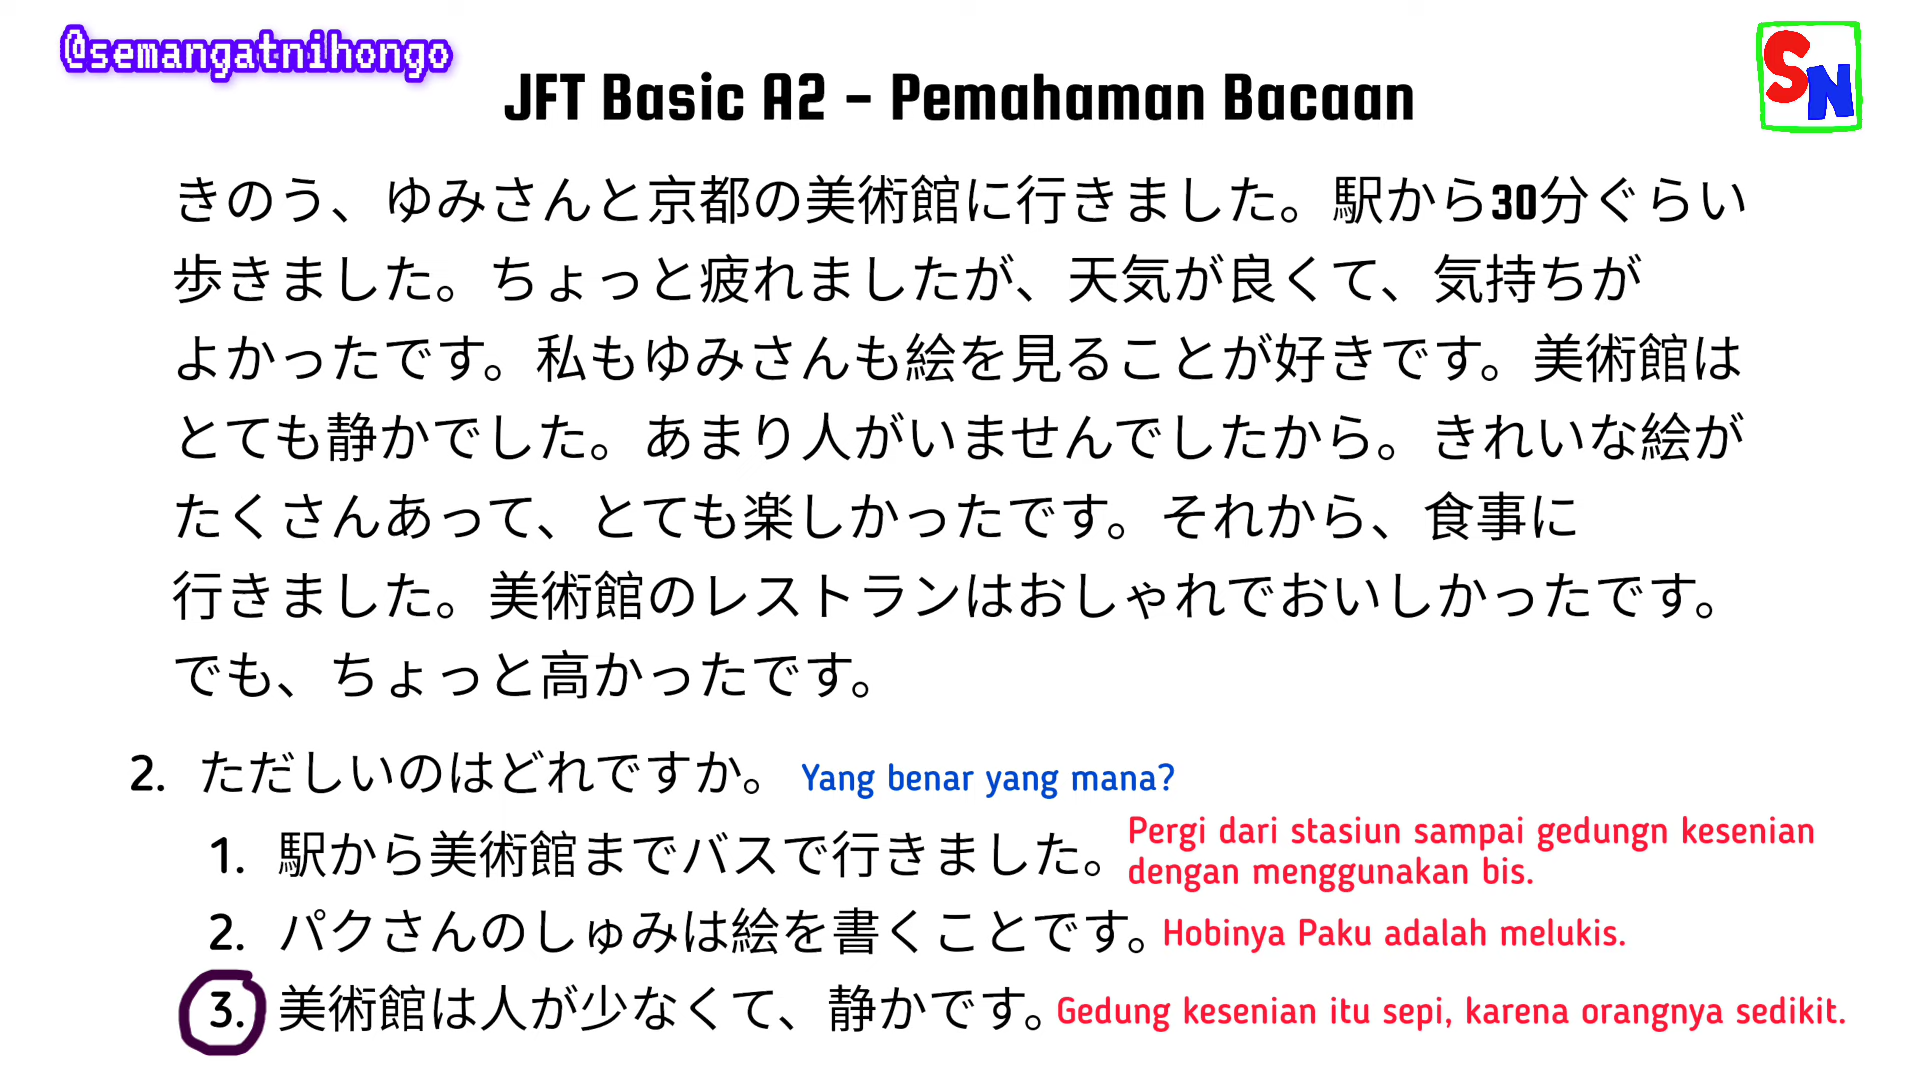 @semangatnihongo
SN
JFT Basic A2 - Pemahaman Bacaan
きのう、ゆみさんと京都の美術館に行きました。駅から30分ぐらい
歩きました。ちょっと疲れましたが、天気が良くて、気持ちが
よかったです。私もゆみさんも絵を見ることが好きです。美術館は
とても静かでした。あまり人がいませんでしたから。きれいな絵が
たくさんあって、とても楽しかったです。それから、食事に
行きました。美術館のレストランはおしゃれでおいしかったです。
でも、ちょっと高かったです。
2. ただしいのはどれですか。 Yang benar yang mana?
1. 駅から美術館までバスで行きました。 Pergi dari stasiun sampai gedungn kesenian
dengan menggunakan bis.
2. パクさんのしゅみは絵を書くことです。 Hobinya Paku adalah melukis.
3. 美術館は人が少なくて、静かです。 Gedung kesenian itu sepi, karena orangnya sedikit.